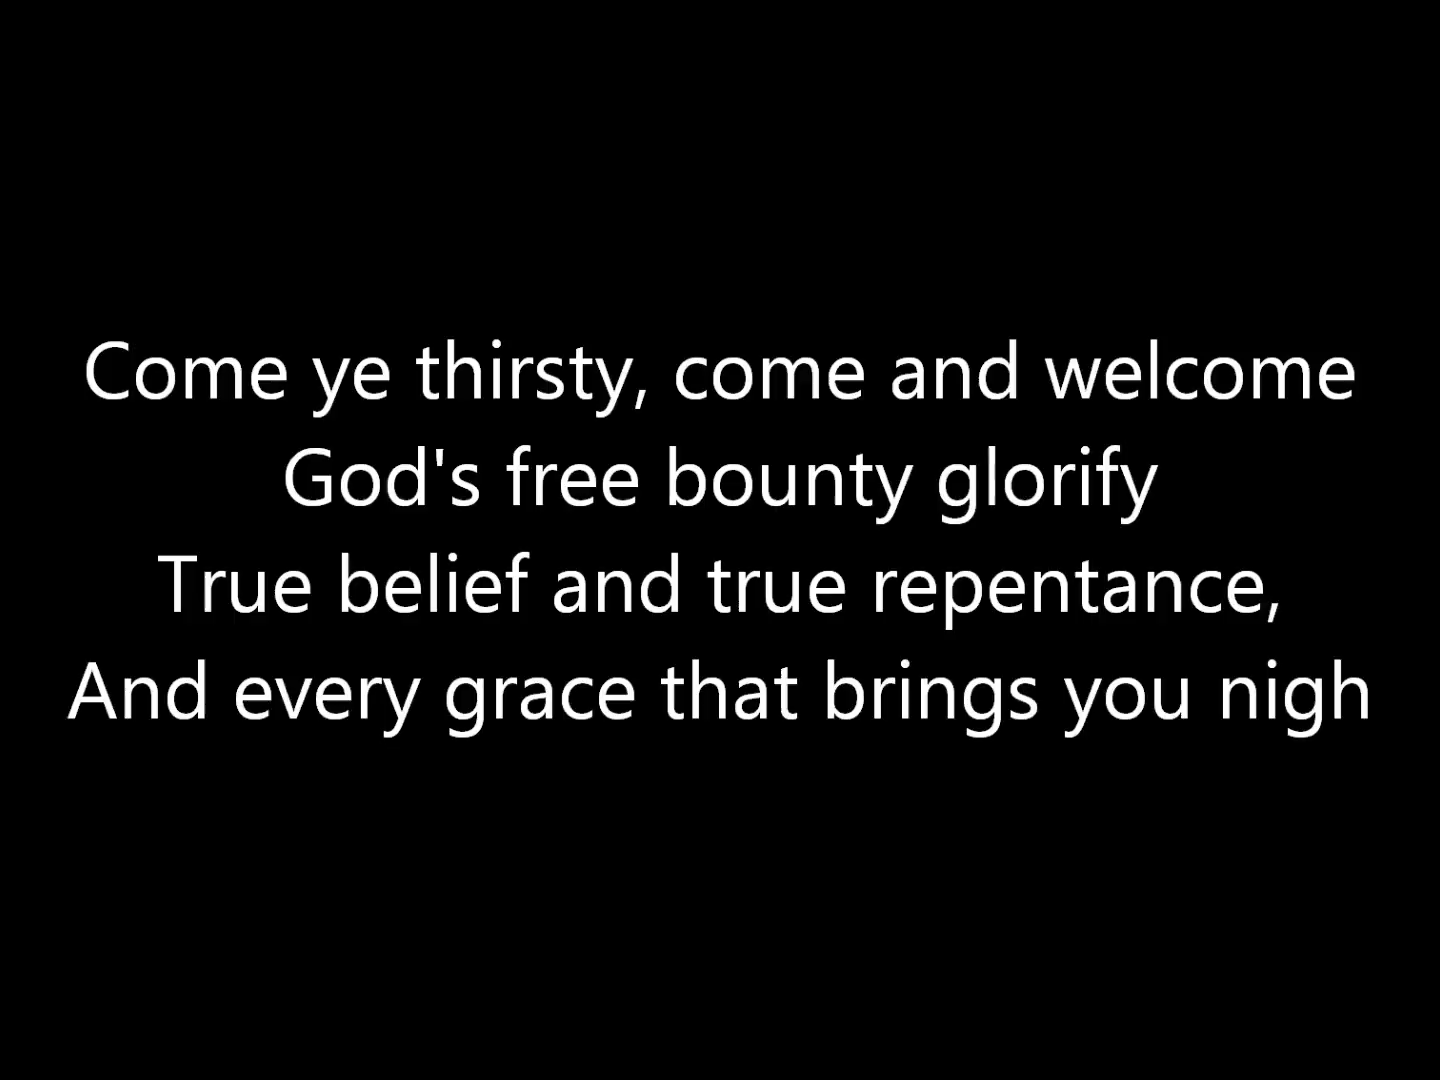 Come ye thirsty, come and welcome
God's free bounty glorify
True belief and true repentance,
And every grace that brings you nigh